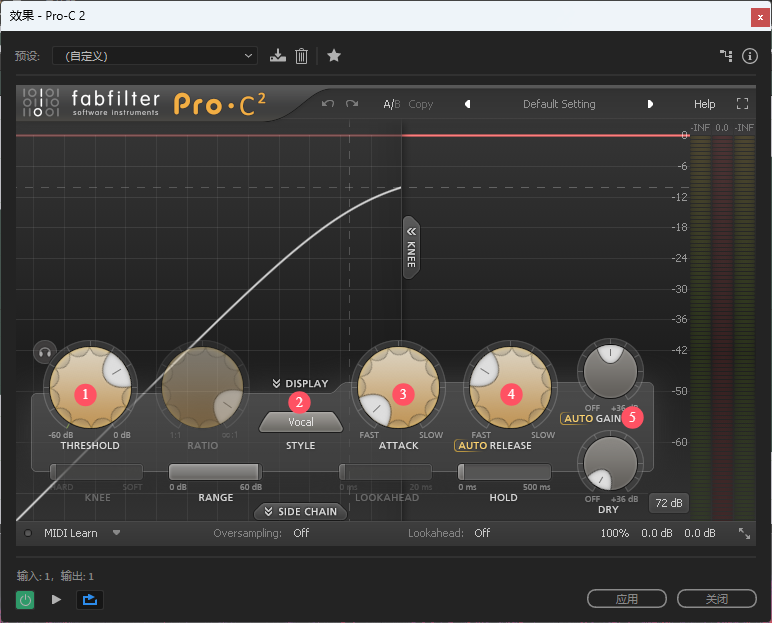 效果 - Pro-C 2
x
预设:
(自定义)
fabfilter
software instruments
Pro·C²
A/B Copy
Default Setting
Help
-INF 0.0 -INF
0
-6
-12
-18
-24
-30
-36
-42
-50
-60
KNEE
DISPLAY
1
2
3
4
5
Vocal
STYLE
-60 dB 0 dB
THRESHOLD
1:1 ∞:1
RATIO
FAST SLOW
ATTACK
FAST SLOW
AUTO RELEASE
OFF +36
AUTO GAIN
HARD SOFT
KNEE
0 dB 60 dB
RANGE
0 ms 20 ms
LOOKAHEAD
0 ms 500 ms
HOLD
OFF +36 dB
DRY
72 dB
SIDE CHAIN
MIDI Learn
Oversampling: Off
Lookahead: Off
100% 0.0 dB 0.0 dB
输入: 1, 输出: 1
应用
关闭